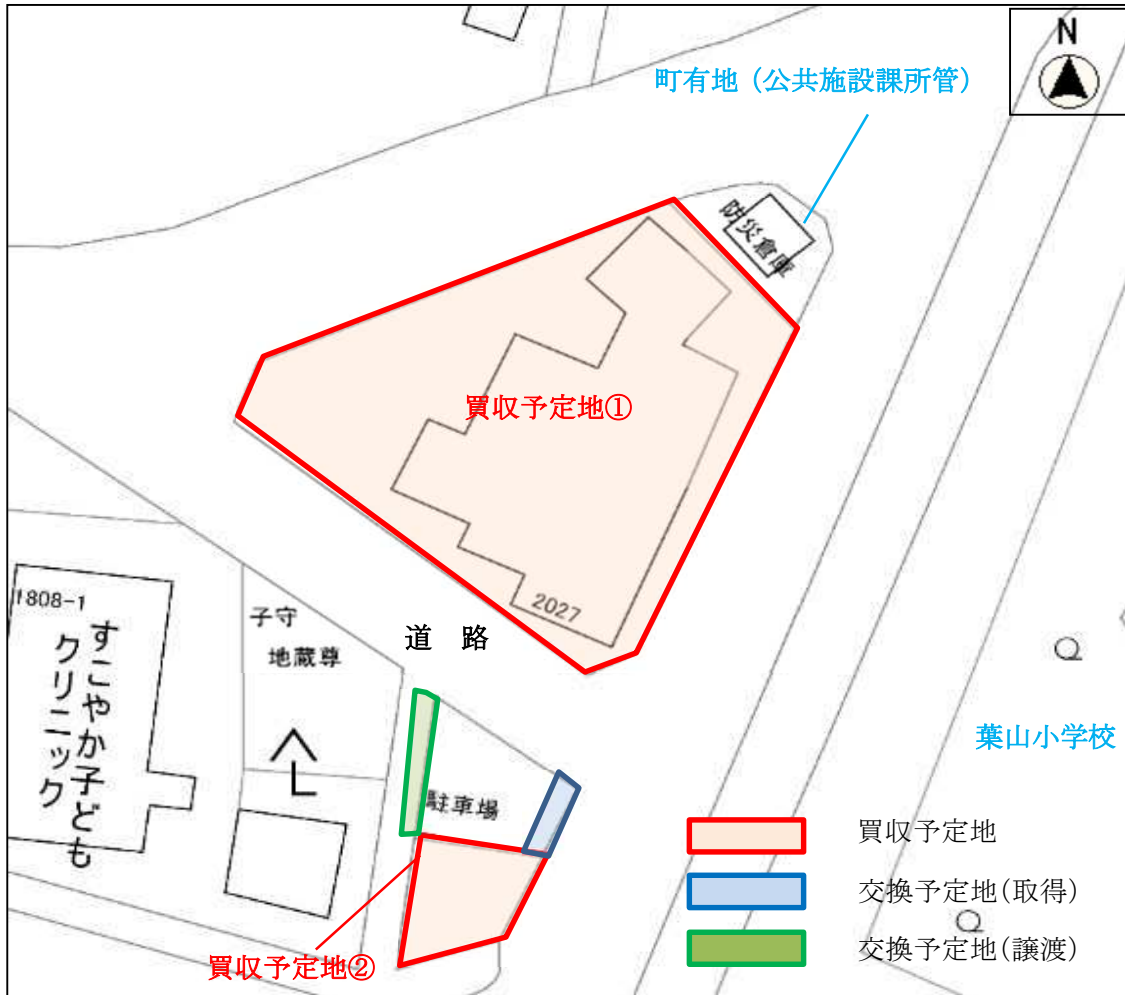 N
町有地（公共施設課所管）
防災倉庫
買収予定地①
2027
1808-1
すこやか子ども
クリニック
子守
地蔵尊
道　路
駐車場
葉山小学校
買収予定地②
買収予定地
交換予定地(取得)
交換予定地(譲渡)